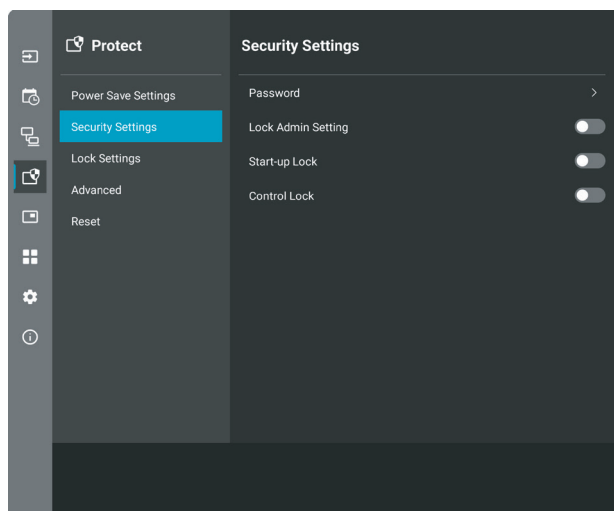 Protect
Power Save Settings
Security Settings
Lock Settings
Advanced
Reset
Security Settings
Password
Lock Admin Setting
Start-up Lock
Control Lock